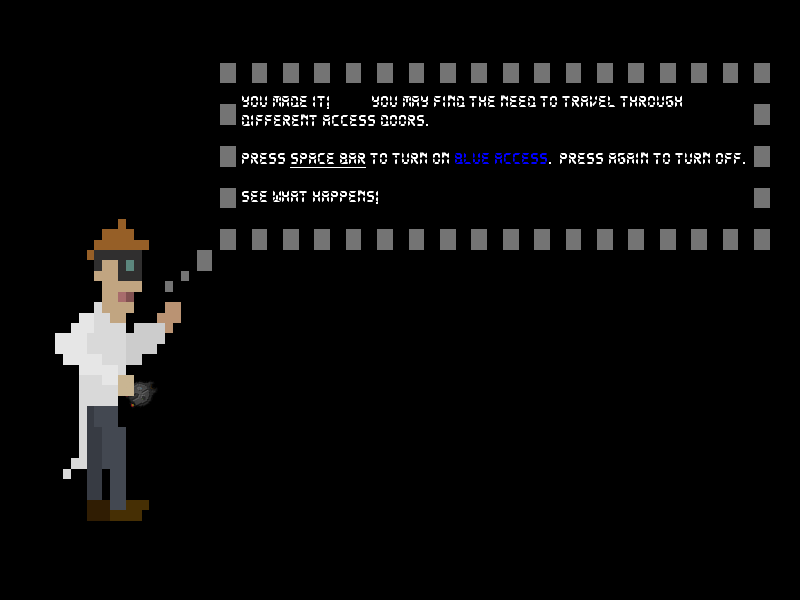 YOU MADE IT! YOU MAY FIND THE NEED TO TRAVEL THROUGH
DIFFERENT ACCESS DOORS.
PRESS SPACE BAR TO TURN ON BLUE ACCESS. PRESS AGAIN TO TURN OFF.
SEE WHAT HAPPENS!